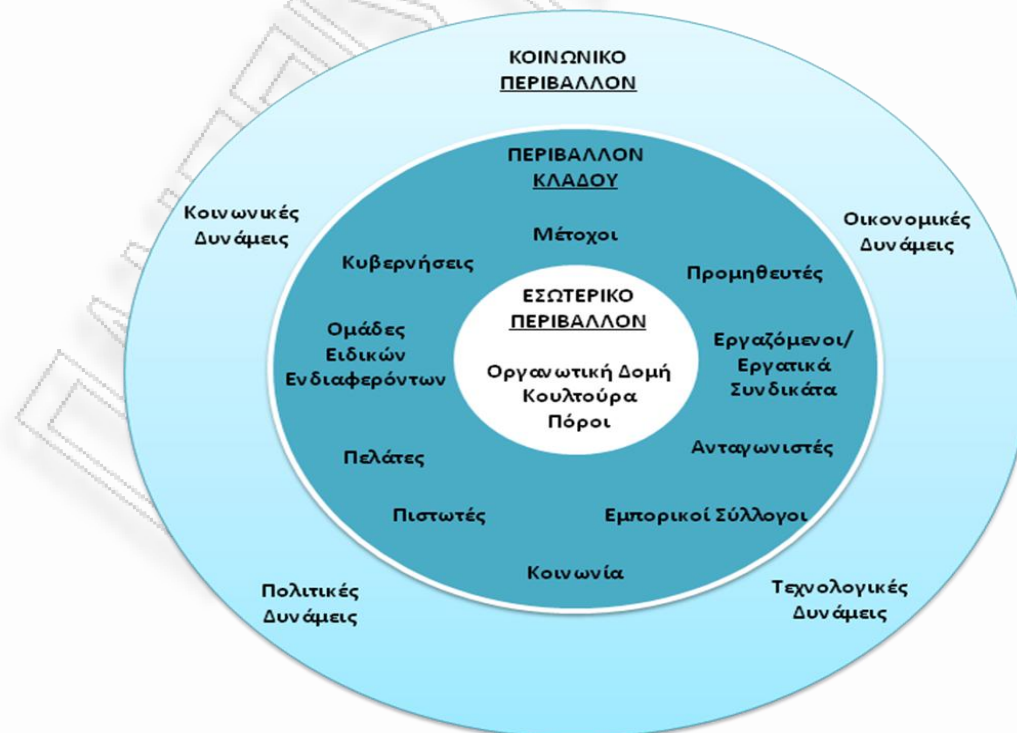 ΚΟΙΝΩΝΙΚΟ
ΠΕΡΙΒΑΛΛΟΝ
ΠΕΡΙΒΑΛΛΟΝ
ΚΛΑΔΟΥ
Κοινωνικές
Δυνάμεις
Οικονομικές
Δυνάμεις
Μέτοχοι
Κυβερνήσεις
Προμηθευτές
ΕΣΩΤΕΡΙΚΟ
ΠΕΡΙΒΑΛΛΟΝ
Οργανωτική Δομή
Κουλτούρα
Πόροι
Ομάδες
Ειδικών
Ενδιαφερόντων
Εργαζόμενοι/
Εργατικά
Συνδικάτα
Πελάτες
Ανταγωνιστές
Πιστωτές
Εμπορικοί Σύλλογοι
Κοινωνία
Πολιτικές
Δυνάμεις
Τεχνολογικές
Δυνάμεις